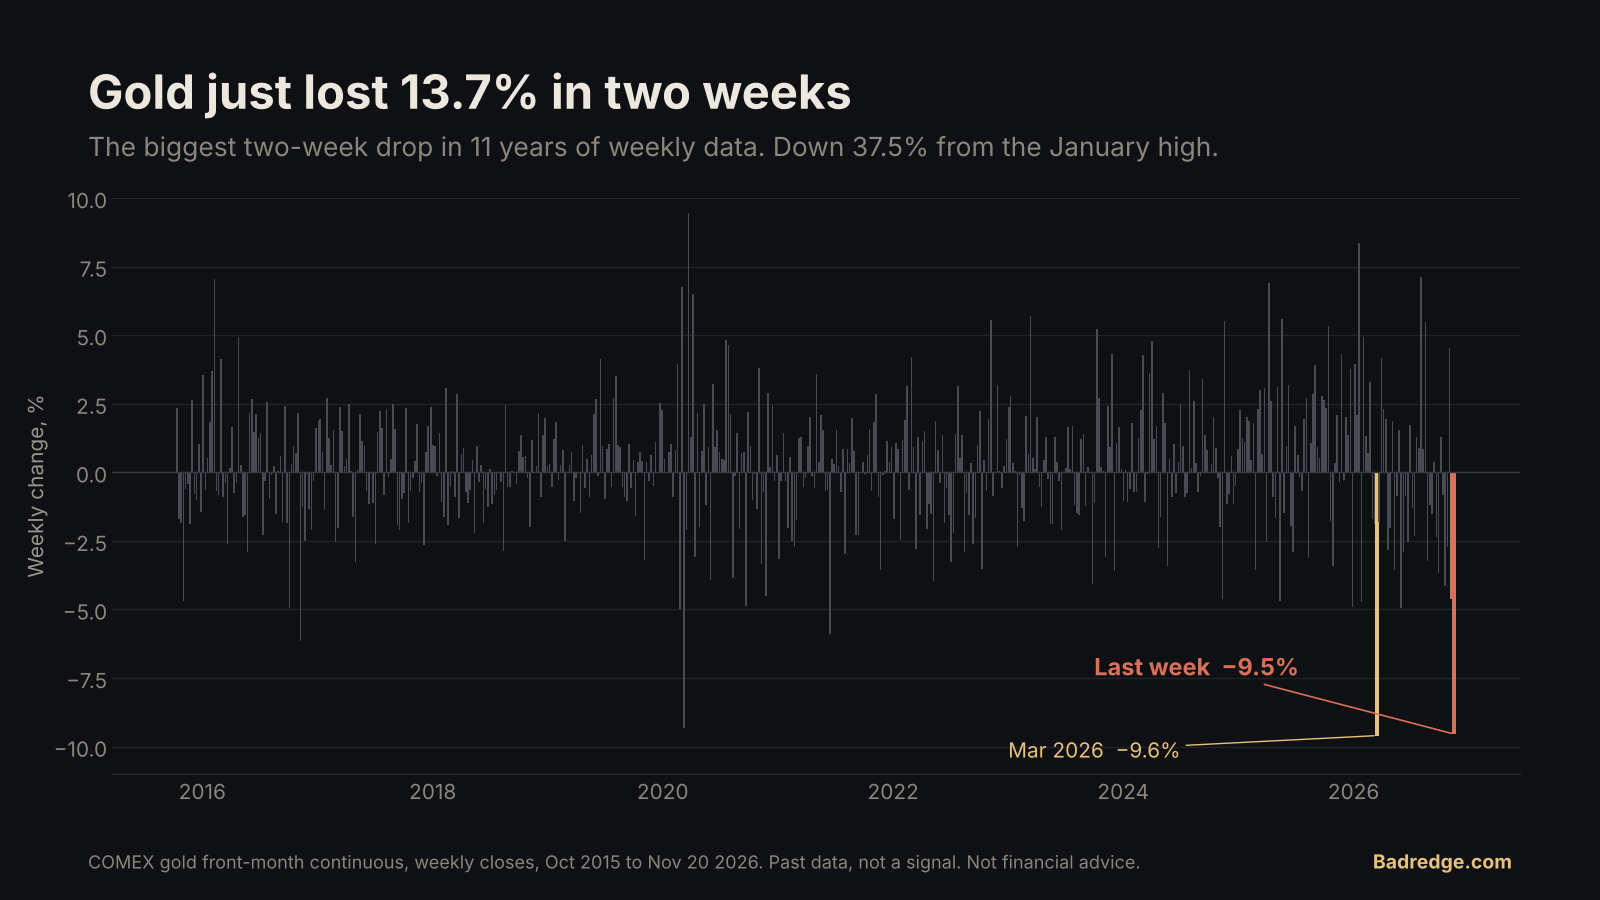 Gold just lost 13.7% in two weeks
The biggest two-week drop in 11 years of weekly data. Down 37.5% from the January high.
Weekly change, %
10.0
7.5
5.0
2.5
0.0
−2.5
−5.0
−7.5
−10.0
Last week −9.5%
Mar 2026 −9.6%
2016 2018 2020 2022 2024 2026
COMEX gold front-month continuous, weekly closes, Oct 2015 to Nov 20 2026. Past data, not a signal. Not financial advice.
Badredge.com